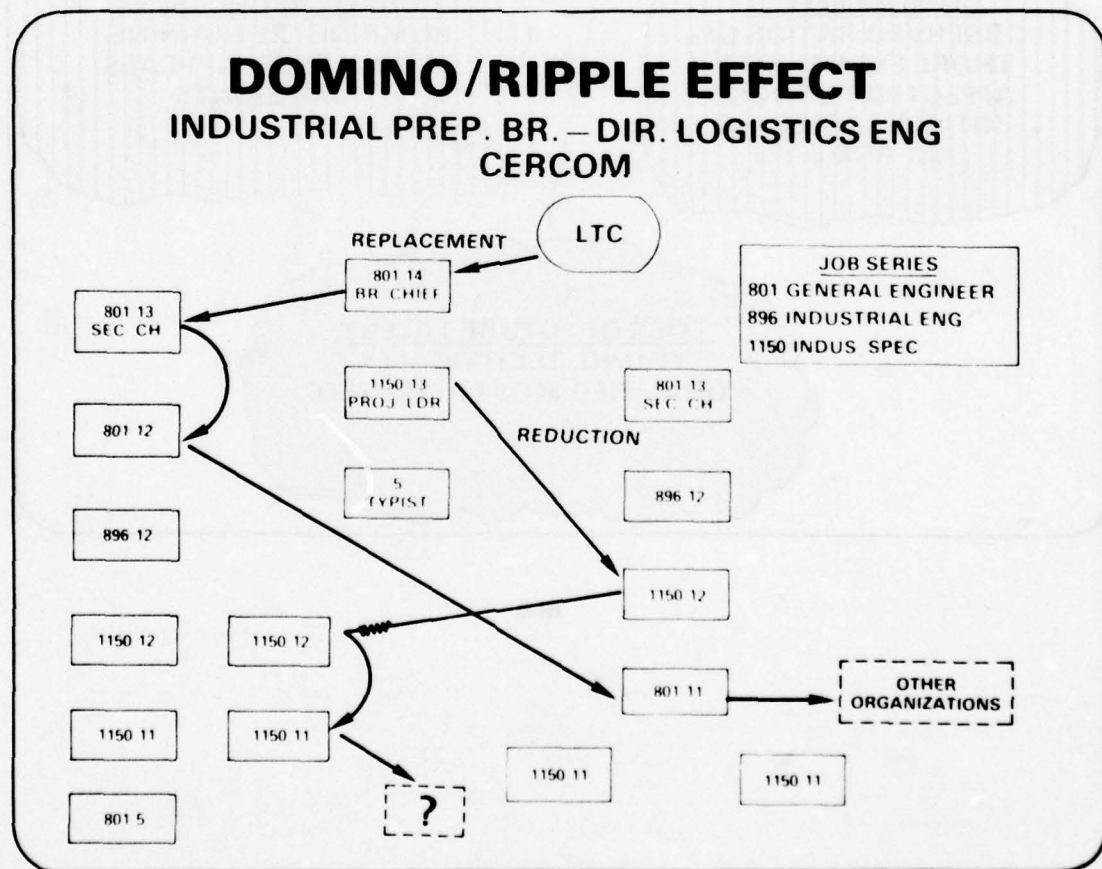 DOMINO/RIPPLE EFFECT
INDUSTRIAL PREP. BR. – DIR. LOGISTICS ENG
CERCOM
LTC
REPLACEMENT
801 14
BR CHIEF
JOB SERIES
801 GENERAL ENGINEER
896 INDUSTRIAL ENG
1150 INDUS SPEC
801 13
SEC CH
1150 13
PROJ LDR
801 13
SEC CH
801 12
REDUCTION
5
TYPIST
896 12
896 12
1150 12
1150 12
1150 12
801 11
OTHER
ORGANIZATIONS
1150 11
1150 11
1150 11
1150 11
801 5
?